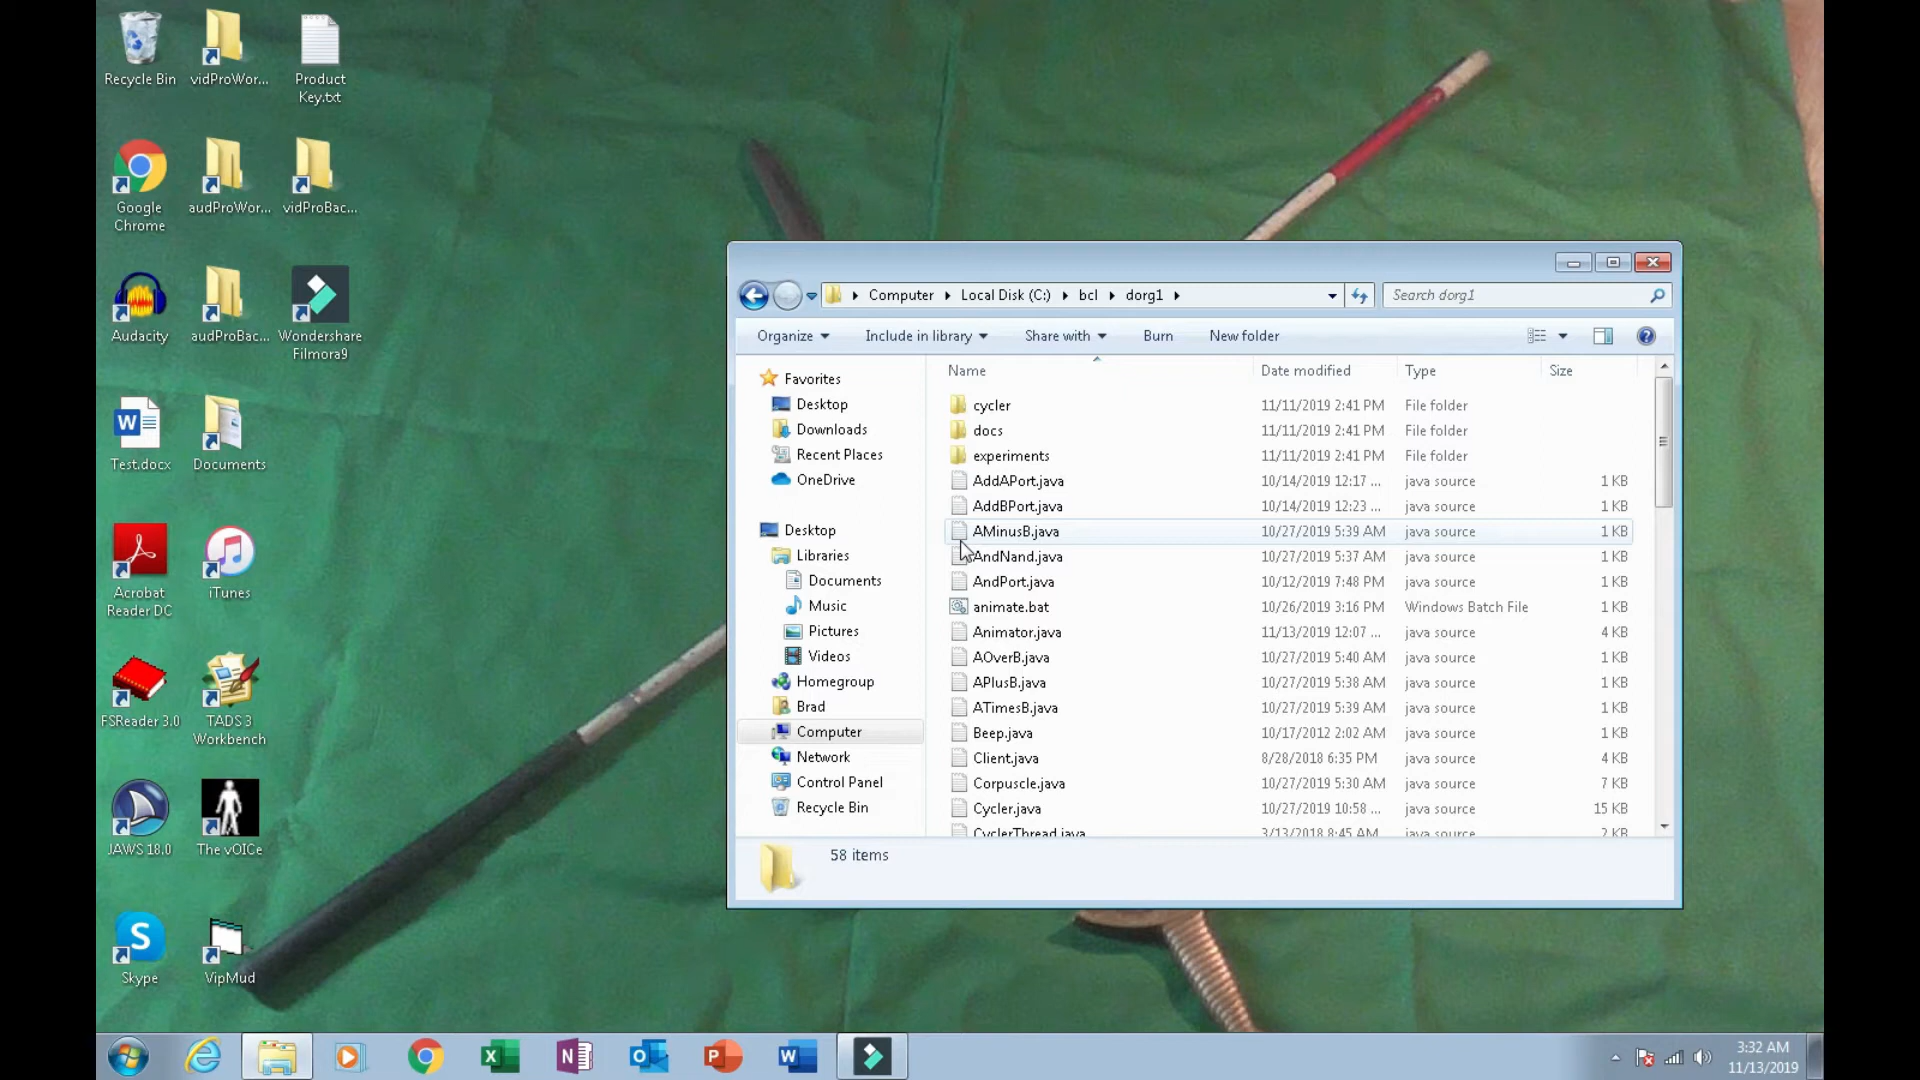 Recycle Bin
vidProWor...
Product
Key.txt
Google
Chrome
audProWor...
vidProBac...
Audacity
audProBac...
Wondershare
Filmora9
Test.docx
Documents
Acrobat
Reader DC
iTunes
FSReader 3.0
TADS 3
Workbench
JAWS 18.0
The vOICe
Skype
VipMud
Computer Local Disk (C:) bcl dorg1
Search dorg1
Organize Include in library Share with Burn New folder
Favorites
Desktop
Downloads
Recent Places
OneDrive
Desktop
Libraries
Documents
Music
Pictures
Videos
Homegroup
Brad
Computer
Network
Control Panel
Recycle Bin
Name Date modified Type Size
cycler 11/11/2019 2:41 PM File folder
docs 11/11/2019 2:41 PM File folder
experiments 11/11/2019 2:41 PM File folder
AddAPort.java 10/14/2019 12:17 ... java source 1 KB
AddBPort.java 10/14/2019 12:23 ... java source 1 KB
AMinusB.java 10/27/2019 5:39 AM java source 1 KB
AndNand.java 10/27/2019 5:37 AM java source 1 KB
AndPort.java 10/12/2019 7:48 PM java source 1 KB
animate.bat 10/26/2019 3:16 PM Windows Batch File 1 KB
Animator.java 11/13/2019 12:07 ... java source 4 KB
AOverB.java 10/27/2019 5:40 AM java source 1 KB
APlusB.java 10/27/2019 5:38 AM java source 1 KB
ATimesB.java 10/27/2019 5:39 AM java source 1 KB
Beep.java 10/17/2012 2:02 AM java source 1 KB
Client.java 8/28/2018 6:35 PM java source 4 KB
Corpuscle.java 10/27/2019 5:30 AM java source 7 KB
Cycler.java 10/27/2019 10:58 ... java source 15 KB
CyclerThread.java 3/13/2018 8:45 AM java source 2 KB
58 items
3:32 AM
11/13/2019